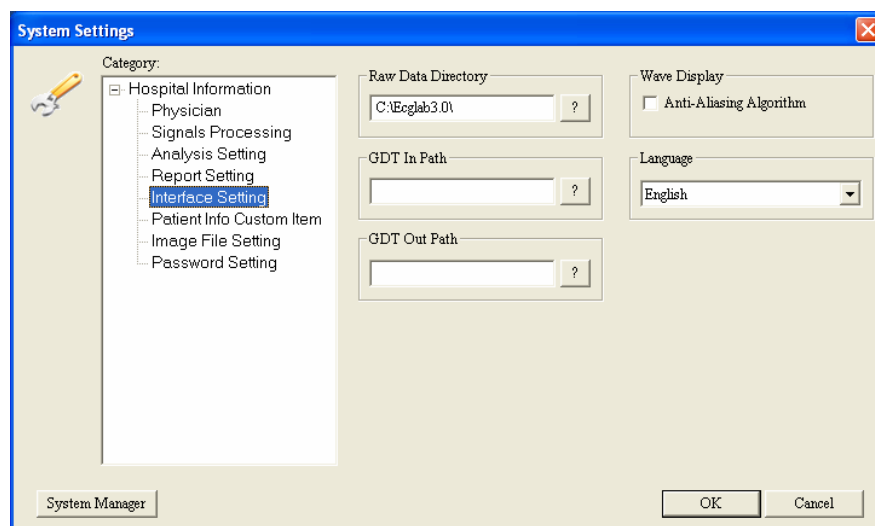 System Settings
Category:
Hospital Information
Physician
Signals Processing
Analysis Setting
Report Setting
Interface Setting
Patient Info Custom Item
Image File Setting
Password Setting
Raw Data Directory
C:\Ecglab3.0\
?
GDT In Path
?
GDT Out Path
?
Wave Display
Anti-Aliasing Algorithm
Language
English
System Manager
OK
Cancel